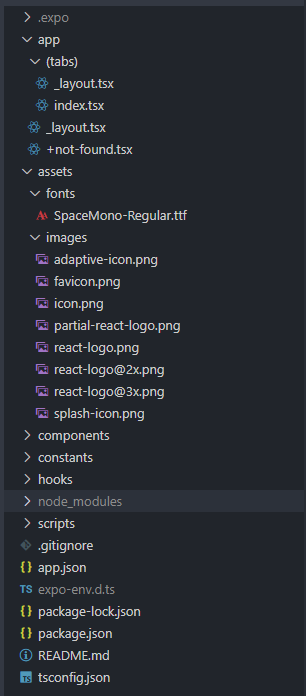 .expo
app
(tabs)
_layout.tsx
index.tsx
_layout.tsx
+not-found.tsx
assets
fonts
SpaceMono-Regular.ttf
images
adaptive-icon.png
favicon.png
icon.png
partial-react-logo.png
react-logo.png
react-logo@2x.png
react-logo@3x.png
splash-icon.png
components
constants
hooks
node_modules
scripts
.gitignore
{ } app.json
TS expo-env.d.ts
{ } package-lock.json
{ } package.json
README.md
tsconfig.json